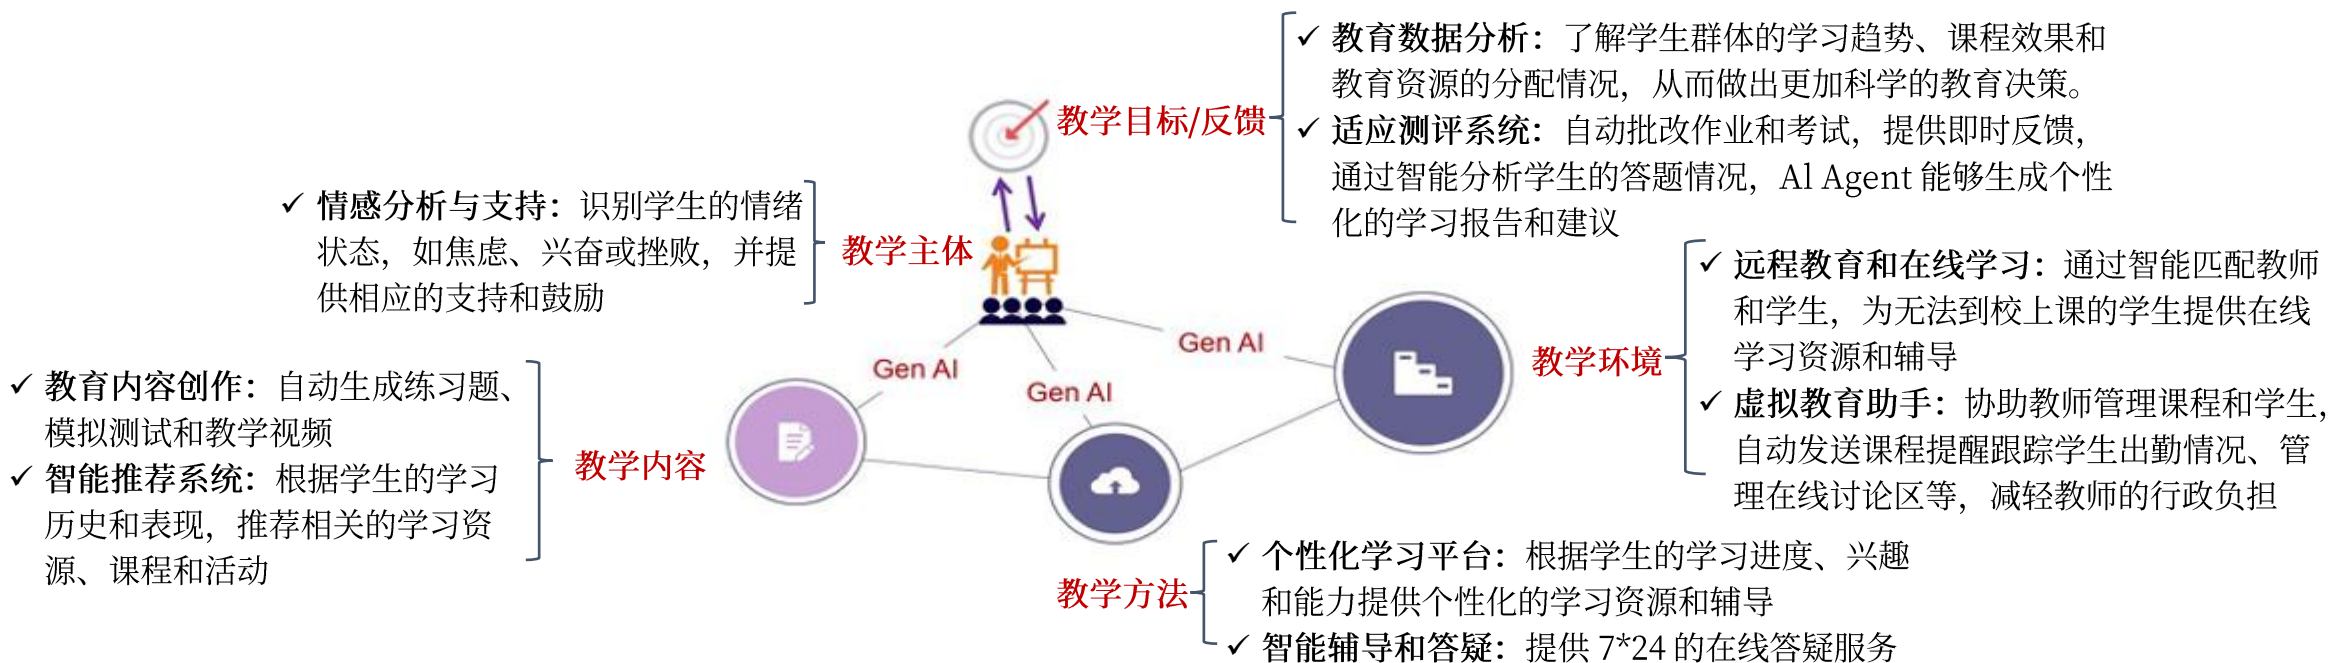 教学目标/反馈
✓ 教育数据分析：了解学生群体的学习趋势、课程效果和
教育资源的分配情况，从而做出更加科学的教育决策。
✓ 适应测评系统：自动批改作业和考试，提供即时反馈，
通过智能分析学生的答题情况，Al Agent 能够生成个性
化的学习报告和建议
✓ 情感分析与支持：识别学生的情绪
状态，如焦虑、兴奋或挫败，并提
供相应的支持和鼓励
教学主体
Gen AI
Gen AI
Gen AI
教学环境
✓ 远程教育和在线学习：通过智能匹配教师
和学生，为无法到校上课的学生提供在线
学习资源和辅导
✓ 虚拟教育助手：协助教师管理课程和学生，
自动发送课程提醒跟踪学生出勤情况、管
理在线讨论区等，减轻教师的行政负担
✓ 教育内容创作：自动生成练习题、
模拟测试和教学视频
✓ 智能推荐系统：根据学生的学习
历史和表现，推荐相关的学习资
源、课程和活动
教学内容
教学方法
✓ 个性化学习平台：根据学生的学习进度、兴趣
和能力提供个性化的学习资源和辅导
✓ 智能辅导和答疑：提供 7*24 的在线答疑服务